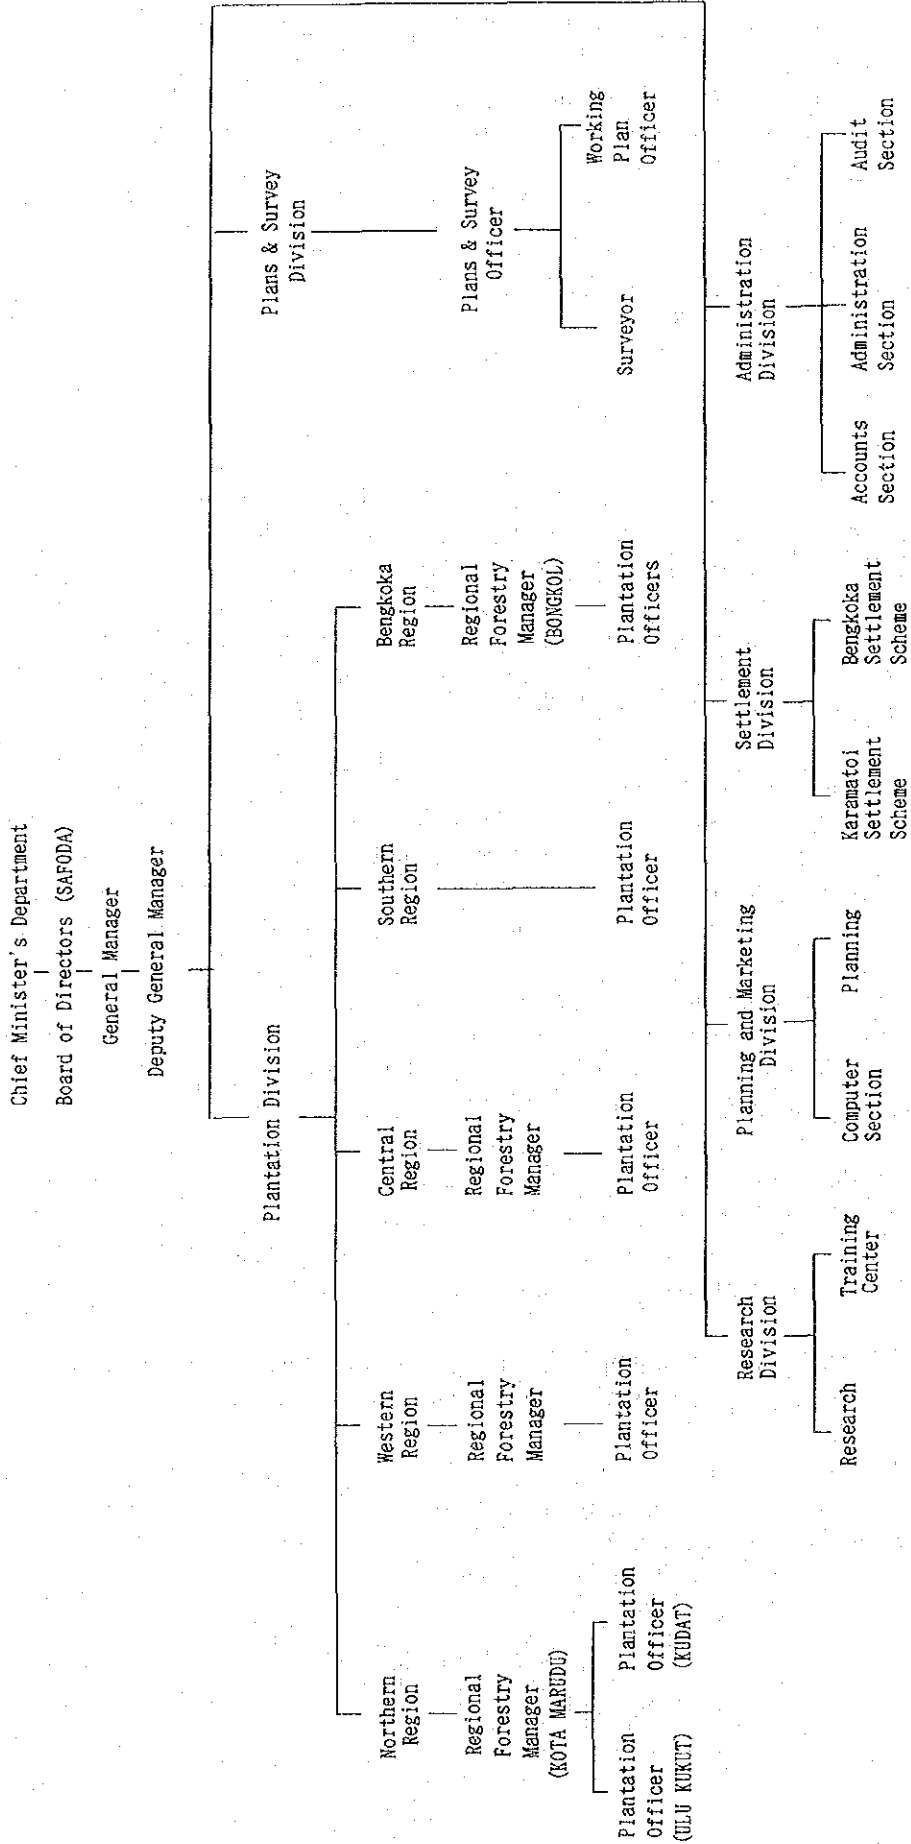 Chief Minister's Department
Board of Directors (SAFODA)
General Manager
Deputy General Manager
Plantation Division
Plans & Survey
Division
Northern
Region
Western
Region
Central
Region
Southern
Region
Bengkoka
Region
Plans & Survey
Officer
Regional
Forestry
Manager
(KOTA MARUDU)
Regional
Forestry
Manager
Regional
Forestry
Manager
Regional
Forestry
Manager
(BONGKOL)
Surveyor
Working
Plan
Officer
Plantation
Officer
(ULU KUKUT)
Plantation
Officer
(KUDAT)
Plantation
Officer
Plantation
Officer
Plantation
Officer
Plantation
Officers
Research
Division
Planning and Marketing
Division
Settlement
Division
Administration
Division
Research
Training
Center
Computer
Section
Planning
Karamatoi
Settlement
Scheme
Bengkoka
Settlement
Scheme
Accounts
Section
Administration
Section
Audit
Section